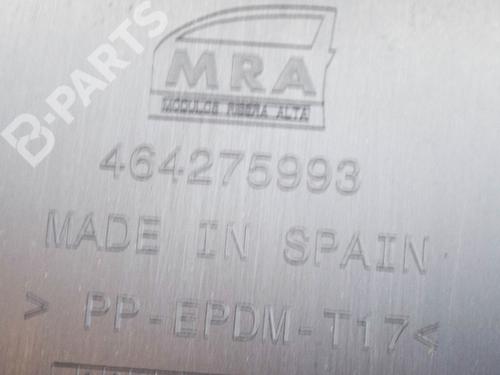 MRA
MODULOS RIBERA ALTA
464275993
MADE IN SPAIN
> PP-EPDM-T17<
B-PARTS